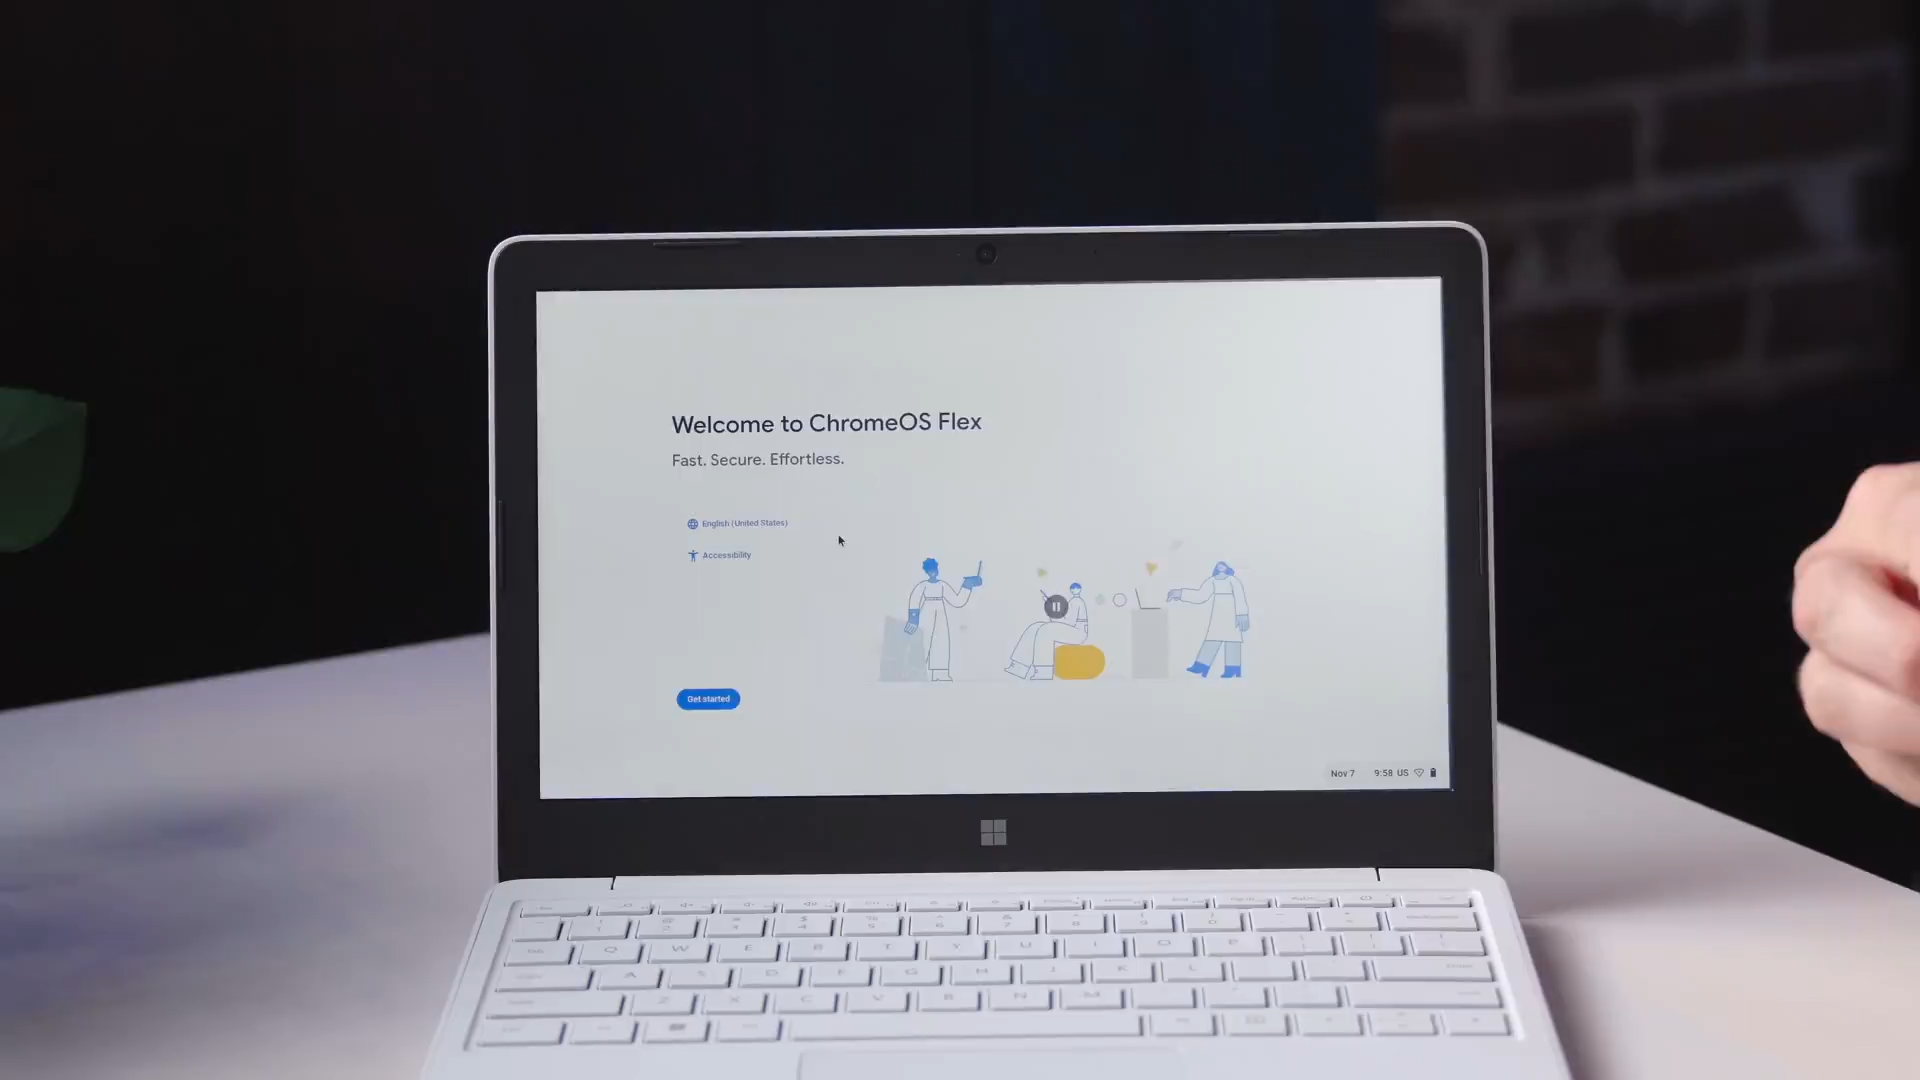 Welcome to ChromeOS Flex
Fast. Secure. Effortless.
English (United States)
Accessibility
Get started
Nov 7 9:58 US
Q W E R T Y U I O P
A S D F G H J K L
Z X C V B N M